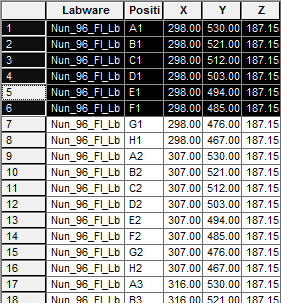 Labware Positi X Y Z
1 Nun_96_Fl_Lb A1 298.00 530.00 187.15
2 Nun_96_Fl_Lb B1 298.00 521.00 187.15
3 Nun_96_Fl_Lb C1 298.00 512.00 187.15
4 Nun_96_Fl_Lb D1 298.00 503.00 187.15
5 Nun_96_Fl_Lb E1 298.00 494.00 187.15
6 Nun_96_Fl_Lb F1 298.00 485.00 187.15
7 Nun_96_Fl_Lb G1 298.00 476.00 187.15
8 Nun_96_Fl_Lb H1 298.00 467.00 187.15
9 Nun_96_Fl_Lb A2 307.00 530.00 187.15
10 Nun_96_Fl_Lb B2 307.00 521.00 187.15
11 Nun_96_Fl_Lb C2 307.00 512.00 187.15
12 Nun_96_Fl_Lb D2 307.00 503.00 187.15
13 Nun_96_Fl_Lb E2 307.00 494.00 187.15
14 Nun_96_Fl_Lb F2 307.00 485.00 187.15
15 Nun_96_Fl_Lb G2 307.00 476.00 187.15
16 Nun_96_Fl_Lb H2 307.00 467.00 187.15
17 Nun_96_Fl_Lb A3 316.00 530.00 187.15
18 Nun_96_Fl_Lb B3 316.00 521.00 187.15